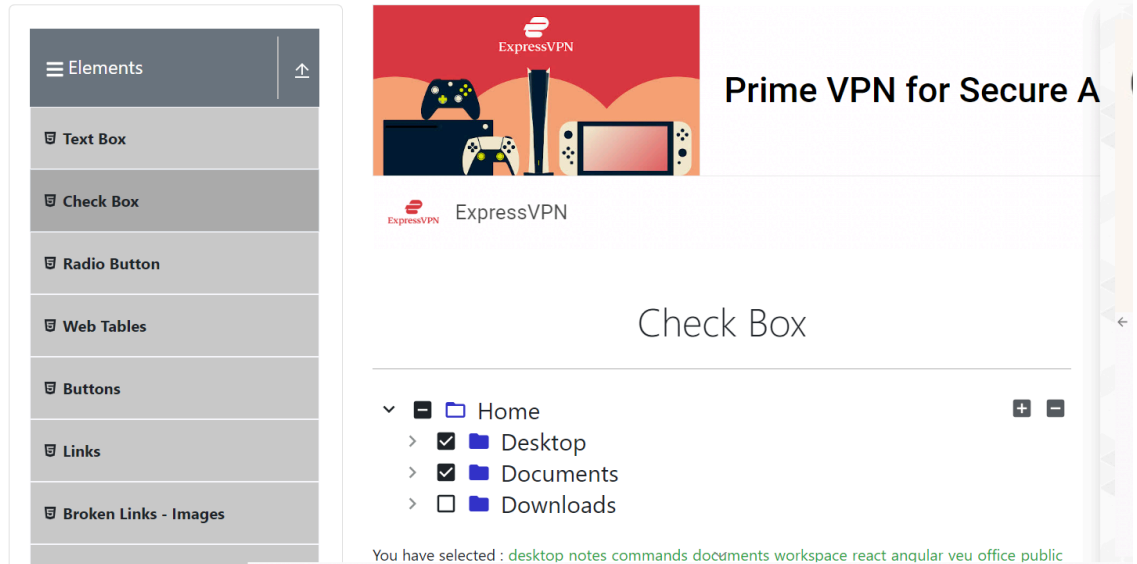 Elements
Text Box
Check Box
Radio Button
Web Tables
Buttons
Links
Broken Links - Images
ExpressVPN
Prime VPN for Secure A
ExpressVPN
ExpressVPN
Check Box
Home
Desktop
Documents
Downloads
You have selected : desktop notes commands documents workspace react angular veu office public